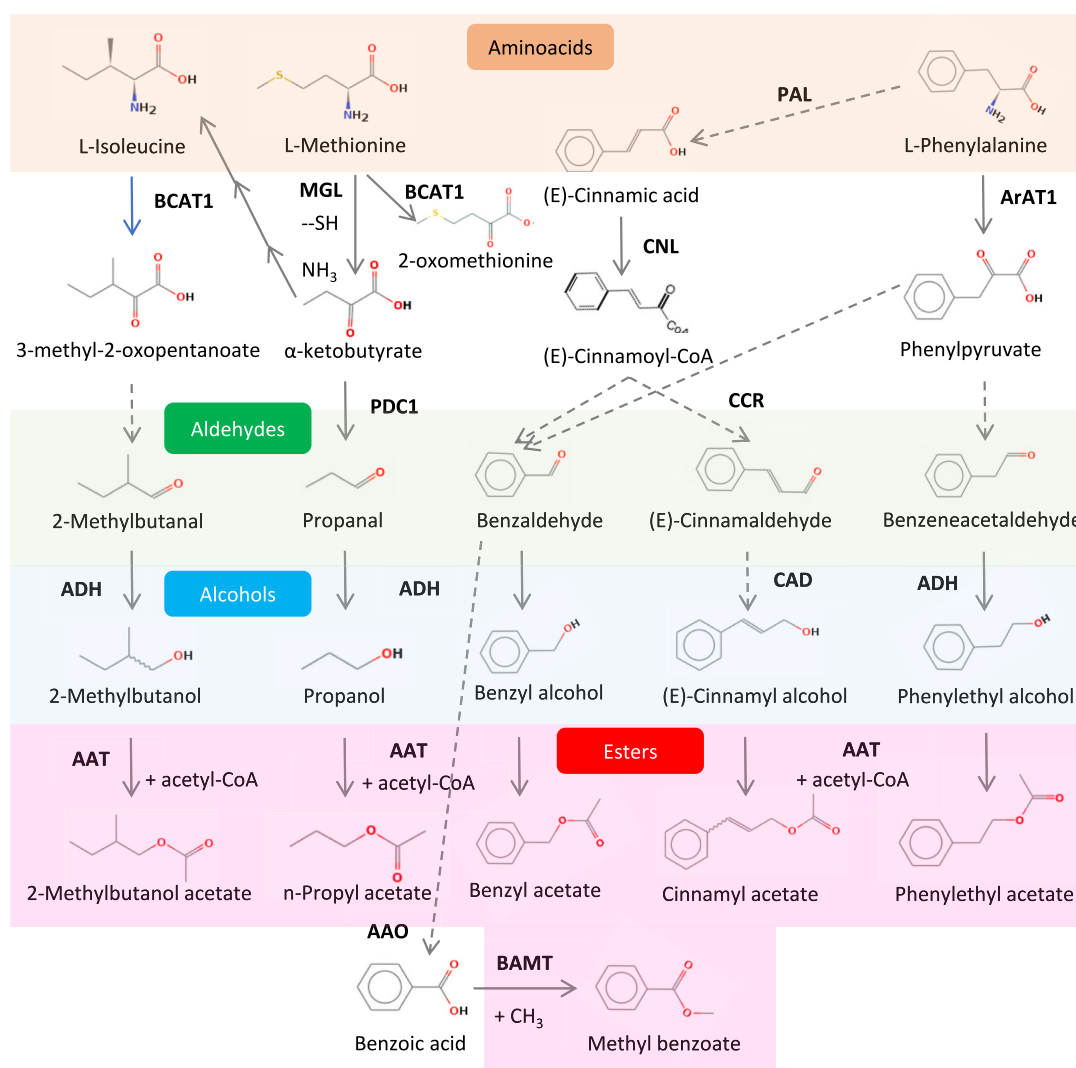 Aminoacids
L-Isoleucine
L-Methionine
PAL
L-Phenylalanine
BCAT1
MGL
--SH
NH3
BCAT1
2-oxomethionine
(E)-Cinnamic acid
CNL
ArAT1
3-methyl-2-oxopentanoate
α-ketobutyrate
(E)-Cinnamoyl-CoA
Phenylpyruvate
PDC1
CCR
Aldehydes
2-Methylbutanal
Propanal
Benzaldehyde
(E)-Cinnamaldehyde
Benzeneacetaldehyde
ADH
Alcohols
ADH
CAD
ADH
2-Methylbutanol
Propanol
Benzyl alcohol
(E)-Cinnamyl alcohol
Phenylethyl alcohol
AAT
+ acetyl-CoA
AAT
+ acetyl-CoA
Esters
AAT
+ acetyl-CoA
2-Methylbutanol acetate
n-Propyl acetate
Benzyl acetate
Cinnamyl acetate
Phenylethyl acetate
AAO
BAMT
+ CH3
Benzoic acid
Methyl benzoate